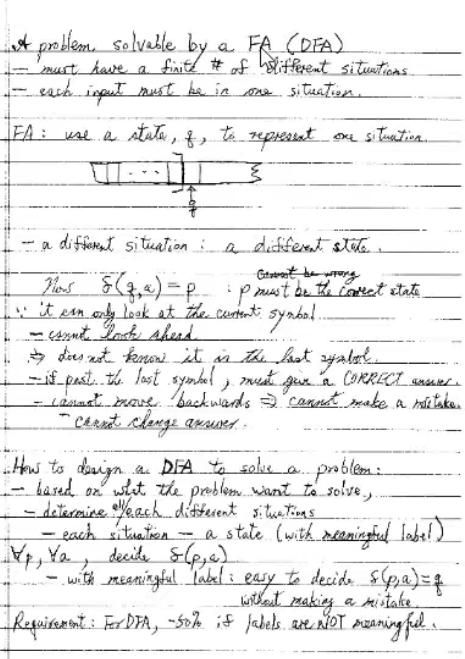 A problem solvable by a FA (DFA)
- must have a finite # of different situations
- each input must be in one situation.
FA: use a state, q, to represent one situation.
...
q
- a different situation : a different state.
Cannot be wrong
Now δ(q,a) = p : p must be the correct state
∵ it can only look at the current symbol
- cannot look ahead.
⇒ does not know it is the last symbol.
- if past the last symbol, must give a CORRECT answer.
- cannot move backwards ⇒ cannot make a mistake.
- cannot change answer.
How to design a DFA to solve a problem:
- based on what the problem want to solve,
- determine all/each different situations
- each situation - a state (with meaningful label)
∀p, ∀a, decide δ(p,a)
- with meaningful label: easy to decide δ(p,a) = q
without making a mistake
Requirement: For DFA, -50% if labels are NOT meaningful.